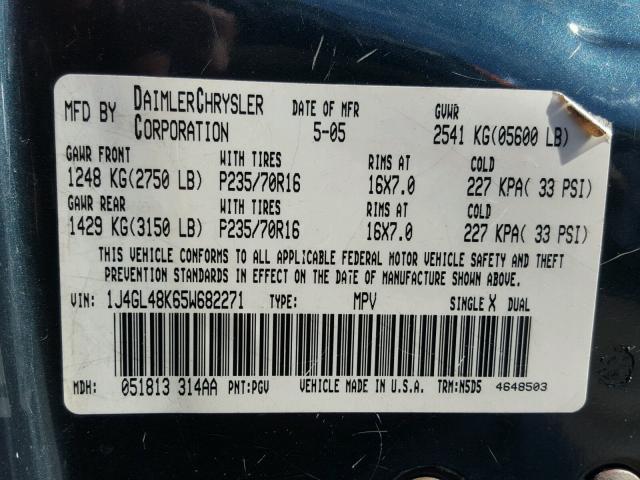 MFD BY DAIMLERCHRYSLER CORPORATION DATE OF MFR 5-05 GVWR 2541 KG(05600 LB)
GAWR FRONT WITH TIRES RIMS AT COLD
1248 KG(2750 LB) P235/70R16 16X7.0 227 KPA( 33 PSI)
GAWR REAR WITH TIRES RIMS AT COLD
1429 KG(3150 LB) P235/70R16 16X7.0 227 KPA( 33 PSI)
THIS VEHICLE CONFORMS TO ALL APPLICABLE FEDERAL MOTOR VEHICLE SAFETY AND THEFT
PREVENTION STANDARDS IN EFFECT ON THE DATE OF MANUFACTURE SHOWN ABOVE.
VIN: 1J4GL48K65W682271 TYPE: MPV SINGLE X DUAL
MDH: 051813 314AA PNT:PGV VEHICLE MADE IN U.S.A. TRM:N5D5 4648503